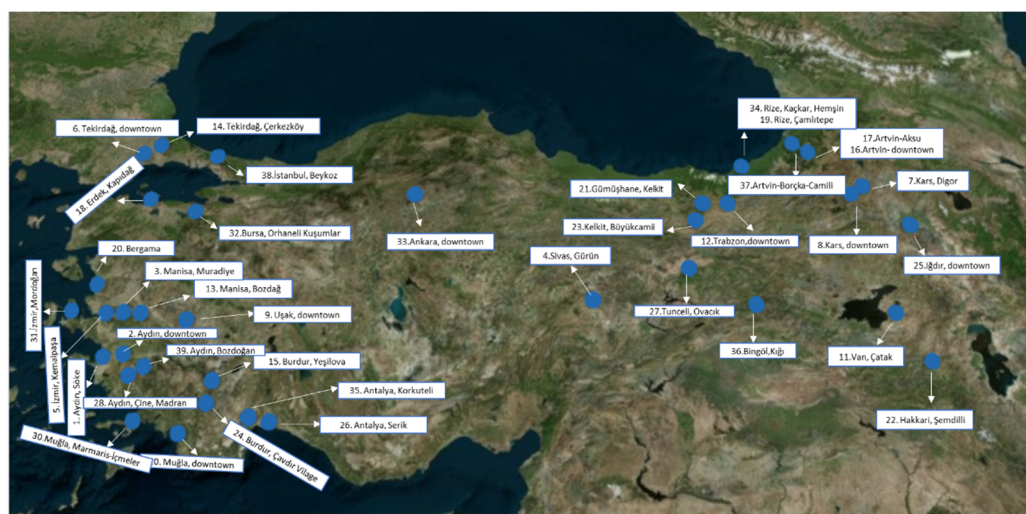 6. Tekirdağ, downtown
14. Tekirdağ, Çerkezköy
18. Erdek, Kapıdağ
38.İstanbul, Beykoz
32.Bursa, Orhaneli Kuşumlar
33.Ankara, downtown
34. Rize, Kaçkar, Hemşin
19. Rize, Çamlıtepe
17.Artvin-Aksu
16.Artvin- downtown
37.Artvin-Borçka-Camili
21.Gümüşhane, Kelkit
23.Kelkit, Büyükcamii
12.Trabzon,downtown
7.Kars, Digor
8.Kars, downtown
25.Iğdır, downtown
20. Bergama
3. Manisa, Muradiye
13. Manisa, Bozdağ
9.Uşak, downtown
31.İzmir,Mordoğan
5. İzmir, Kemalpaşa
2. Aydın, downtown
39.Aydın, Bozdoğan
1. Aydın, Söke
28. Aydın, Çine, Madran
15. Burdur, Yeşilova
35. Antalya, Korkuteli
26. Antalya, Serik
24. Burdur, Çavdır Vilage
30.Muğla, Marmaris-İçmeler
0. Muğla, downtown
4.Sivas, Gürün
27.Tunceli, Ovacık
36.Bingöl,Kığı
11.Van, Çatak
22. Hakkari, Şemdilli